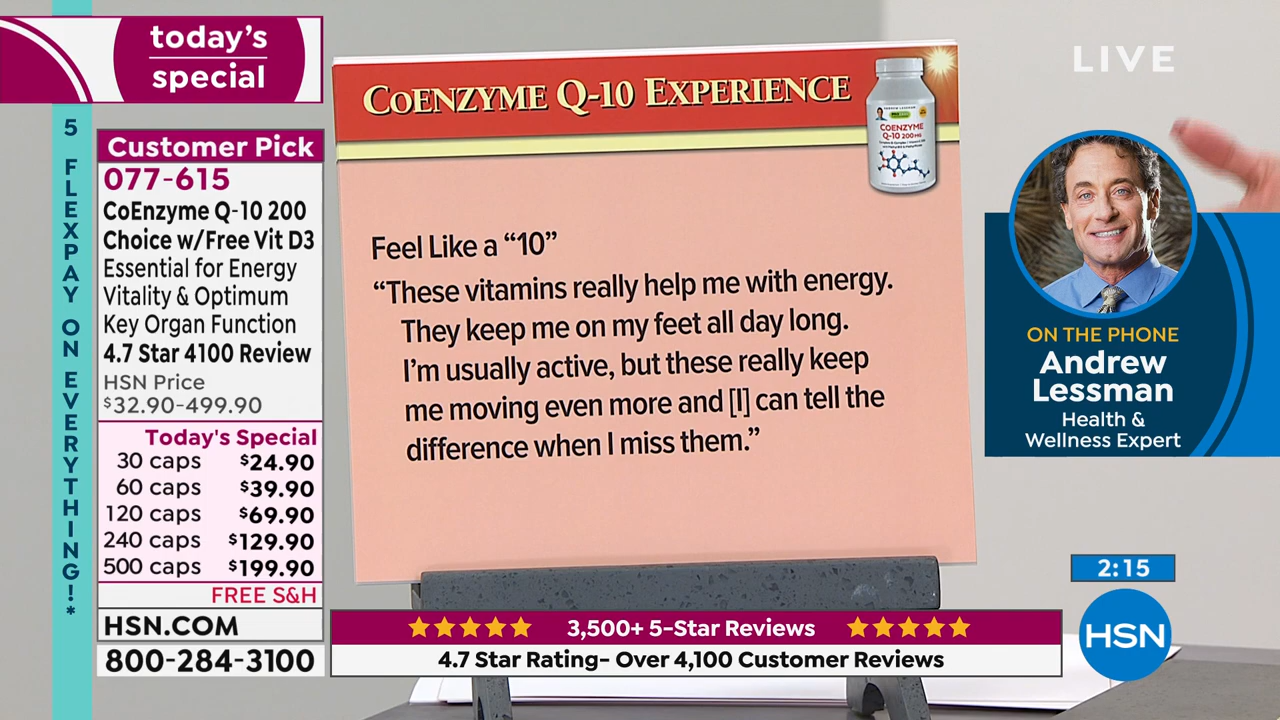 today's
special
5 FLEXPAY ON EVERYTHING!*
Customer Pick
077-615
CoEnzyme Q-10 200
Choice w/Free Vit D3
Essential for Energy
Vitality & Optimum
Key Organ Function
4.7 Star 4100 Review
HSN Price
$32.90-499.90
Today's Special
30 caps $24.90
60 caps $39.90
120 caps $69.90
240 caps $129.90
500 caps $199.90
FREE S&H
HSN.COM
800-284-3100
COENZYME Q-10 EXPERIENCE
COENZYME
Q-10 200 MG
Feel Like a “10”
“These vitamins really help me with energy.
They keep me on my feet all day long.
I'm usually active, but these really keep
me moving even more and [I] can tell the
difference when I miss them.”
3,500+ 5-Star Reviews
4.7 Star Rating- Over 4,100 Customer Reviews
LIVE
ON THE PHONE
Andrew
Lessman
Health &
Wellness Expert
2:15
HSN